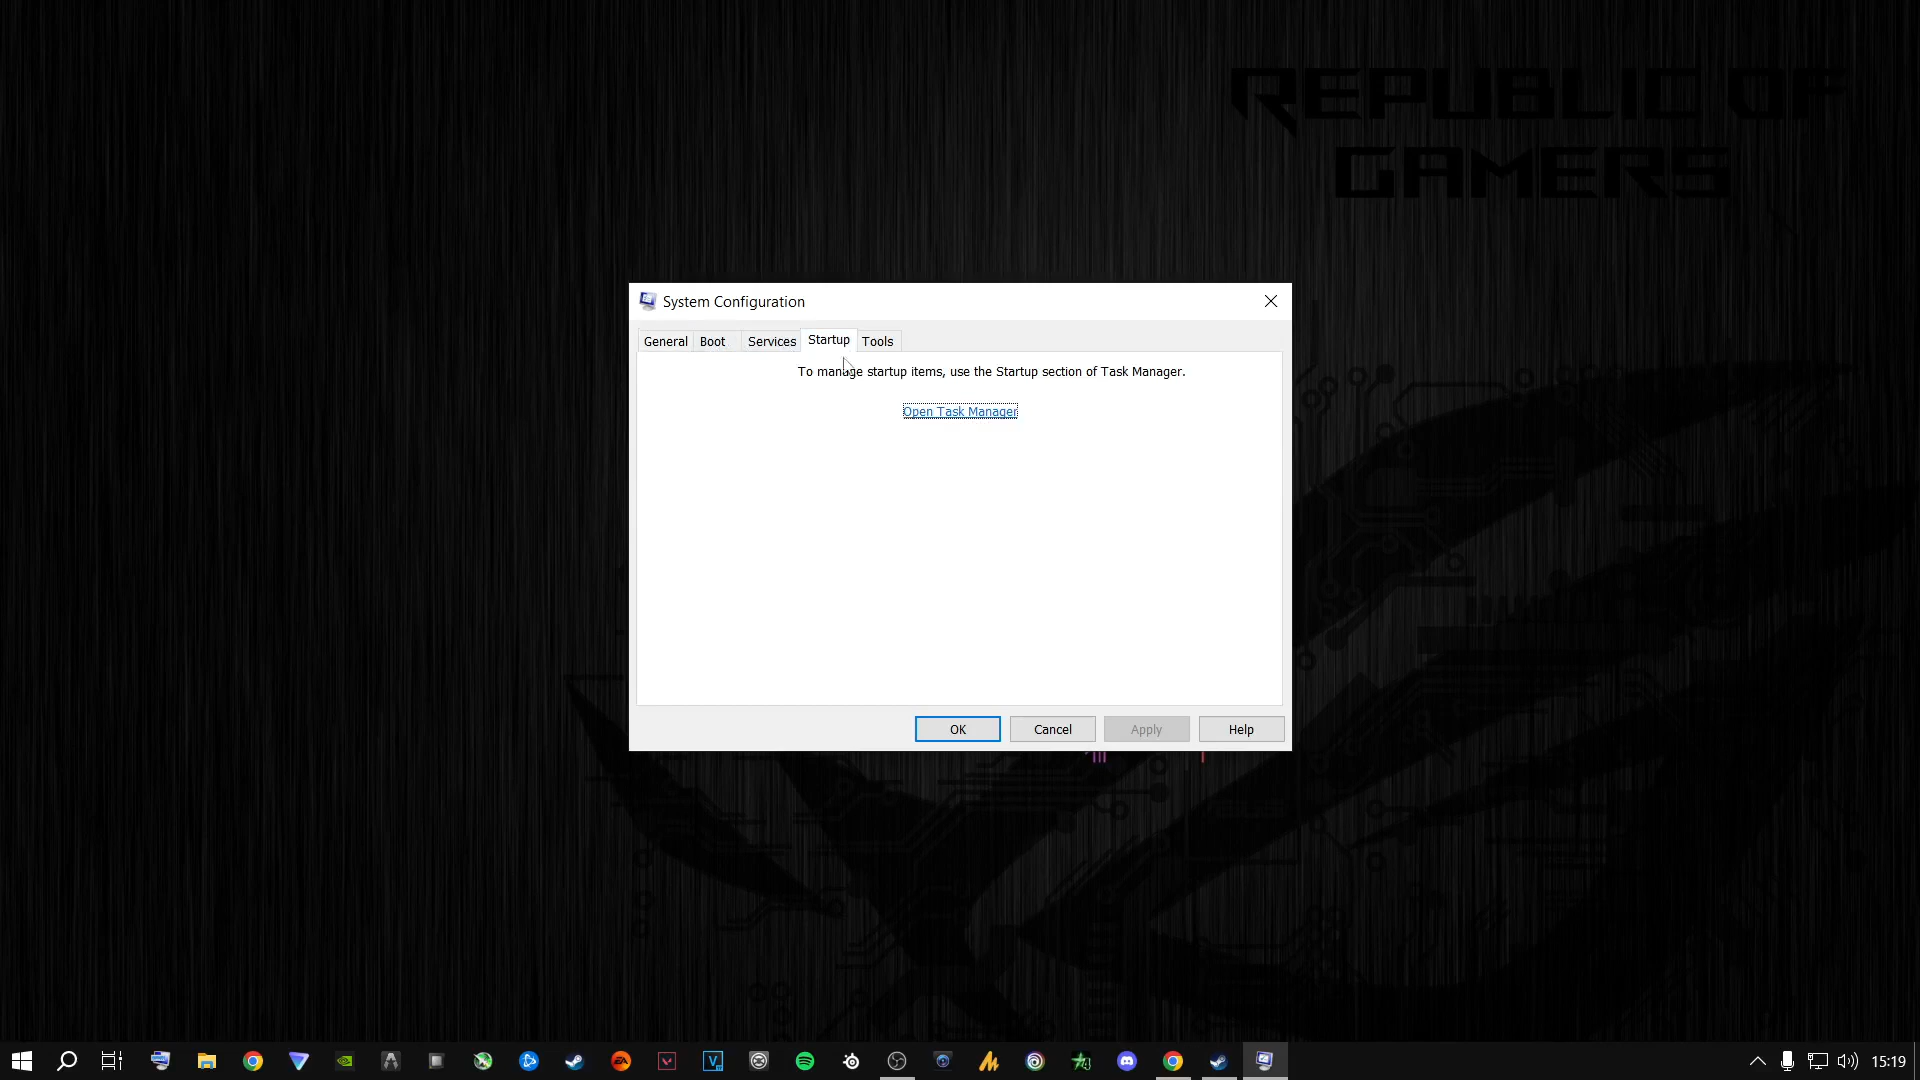 REPUBLIC OF
GAMERS
System Configuration
General Boot Services Startup Tools
To manage startup items, use the Startup section of Task Manager.
Open Task Manager
OK Cancel Apply Help
15:19